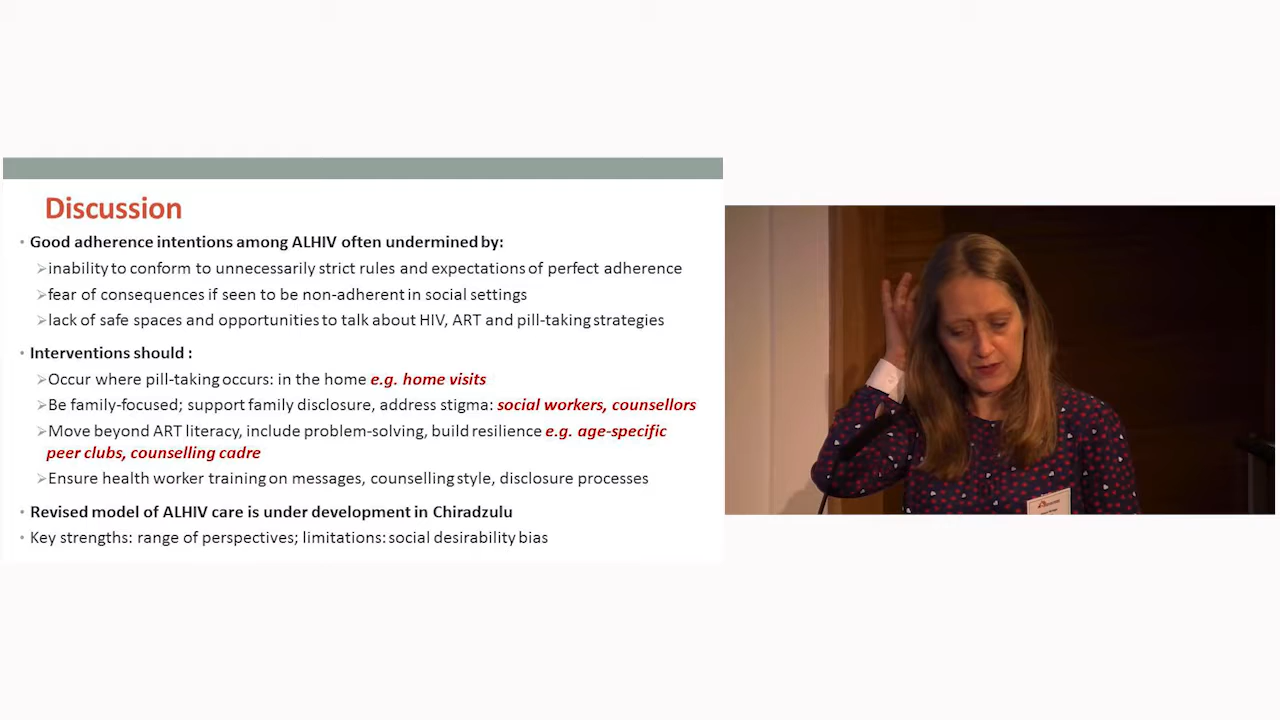 Discussion
• Good adherence intentions among ALHIV often undermined by:
➢inability to conform to unnecessarily strict rules and expectations of perfect adherence
➢fear of consequences if seen to be non-adherent in social settings
➢lack of safe spaces and opportunities to talk about HIV, ART and pill-taking strategies
• Interventions should :
➢Occur where pill-taking occurs: in the home e.g. home visits
➢Be family-focused; support family disclosure, address stigma: social workers, counsellors
➢Move beyond ART literacy, include problem-solving, build resilience e.g. age-specific
peer clubs, counselling cadre
➢Ensure health worker training on messages, counselling style, disclosure processes
• Revised model of ALHIV care is under development in Chiradzulu
• Key strengths: range of perspectives; limitations: social desirability bias